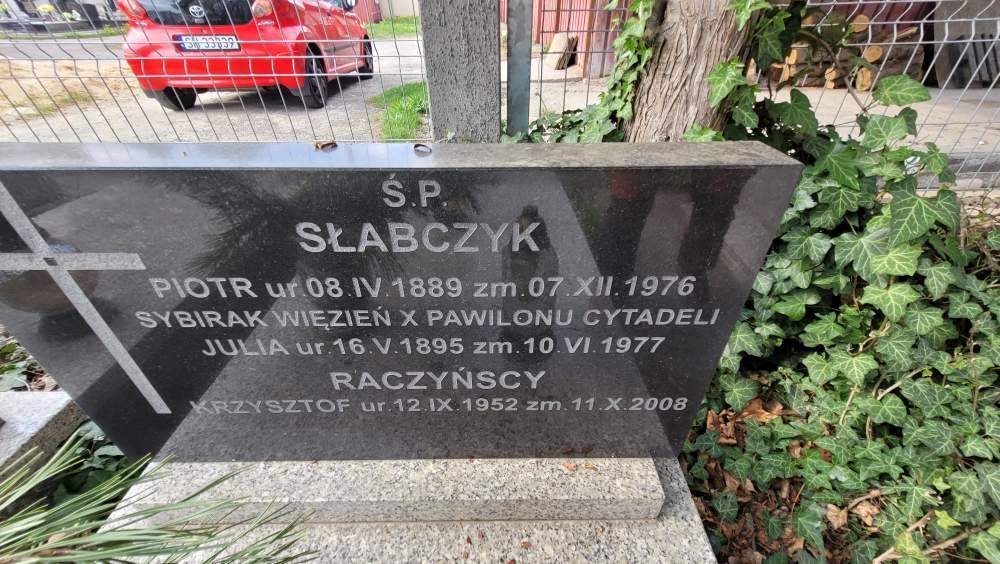 Ś.P.
SŁABCZYK
PIOTR ur.08.IV.1889 zm.07.XII.1976
SYBIRAK WIĘZIEŃ X PAWILONU CYTADELI
JULIA ur.16 V.1895 zm.10 VI.1977
RACZYŃSCY
KRZYSZTOF ur.12.IX.1952 zm.11.X.2008